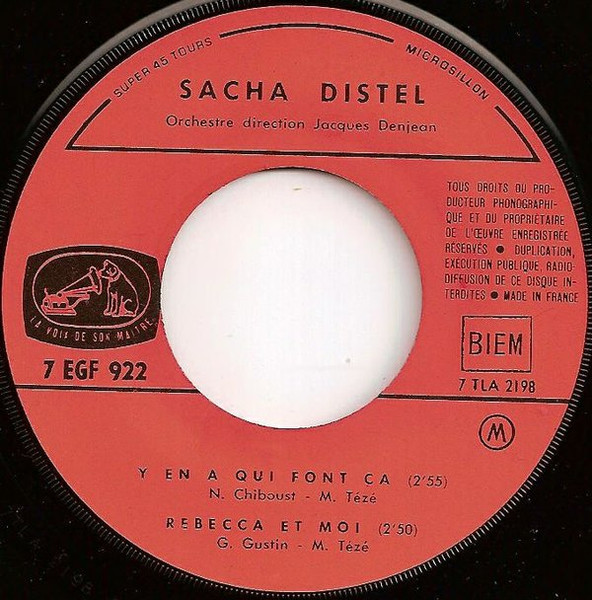 SUPER 45 TOURS
MICROSILLON
SACHA DISTEL
Orchestre direction Jacques Denjean
TOUS DROITS DU PRO-
DUCTEUR PHONOGRAPHI-
QUE ET DU PROPRIÉTAIRE
DE L'ŒUVRE ENREGISTRÉE
RÉSERVÉS ● DUPLICATION,
EXÉCUTION PUBLIQUE, RADIO-
DIFFUSION DE CE DISQUE IN-
TERDITES ● MADE IN FRANCE
LA VOIX DE SON MAITRE
7 EGF 922
BIEM
7 TLA 2198
M
Y EN A QUI FONT ÇA (2'55)
N. Chiboust - M. Tézé
REBECCA ET MOI (2'50)
G. Gustin - M. Tézé